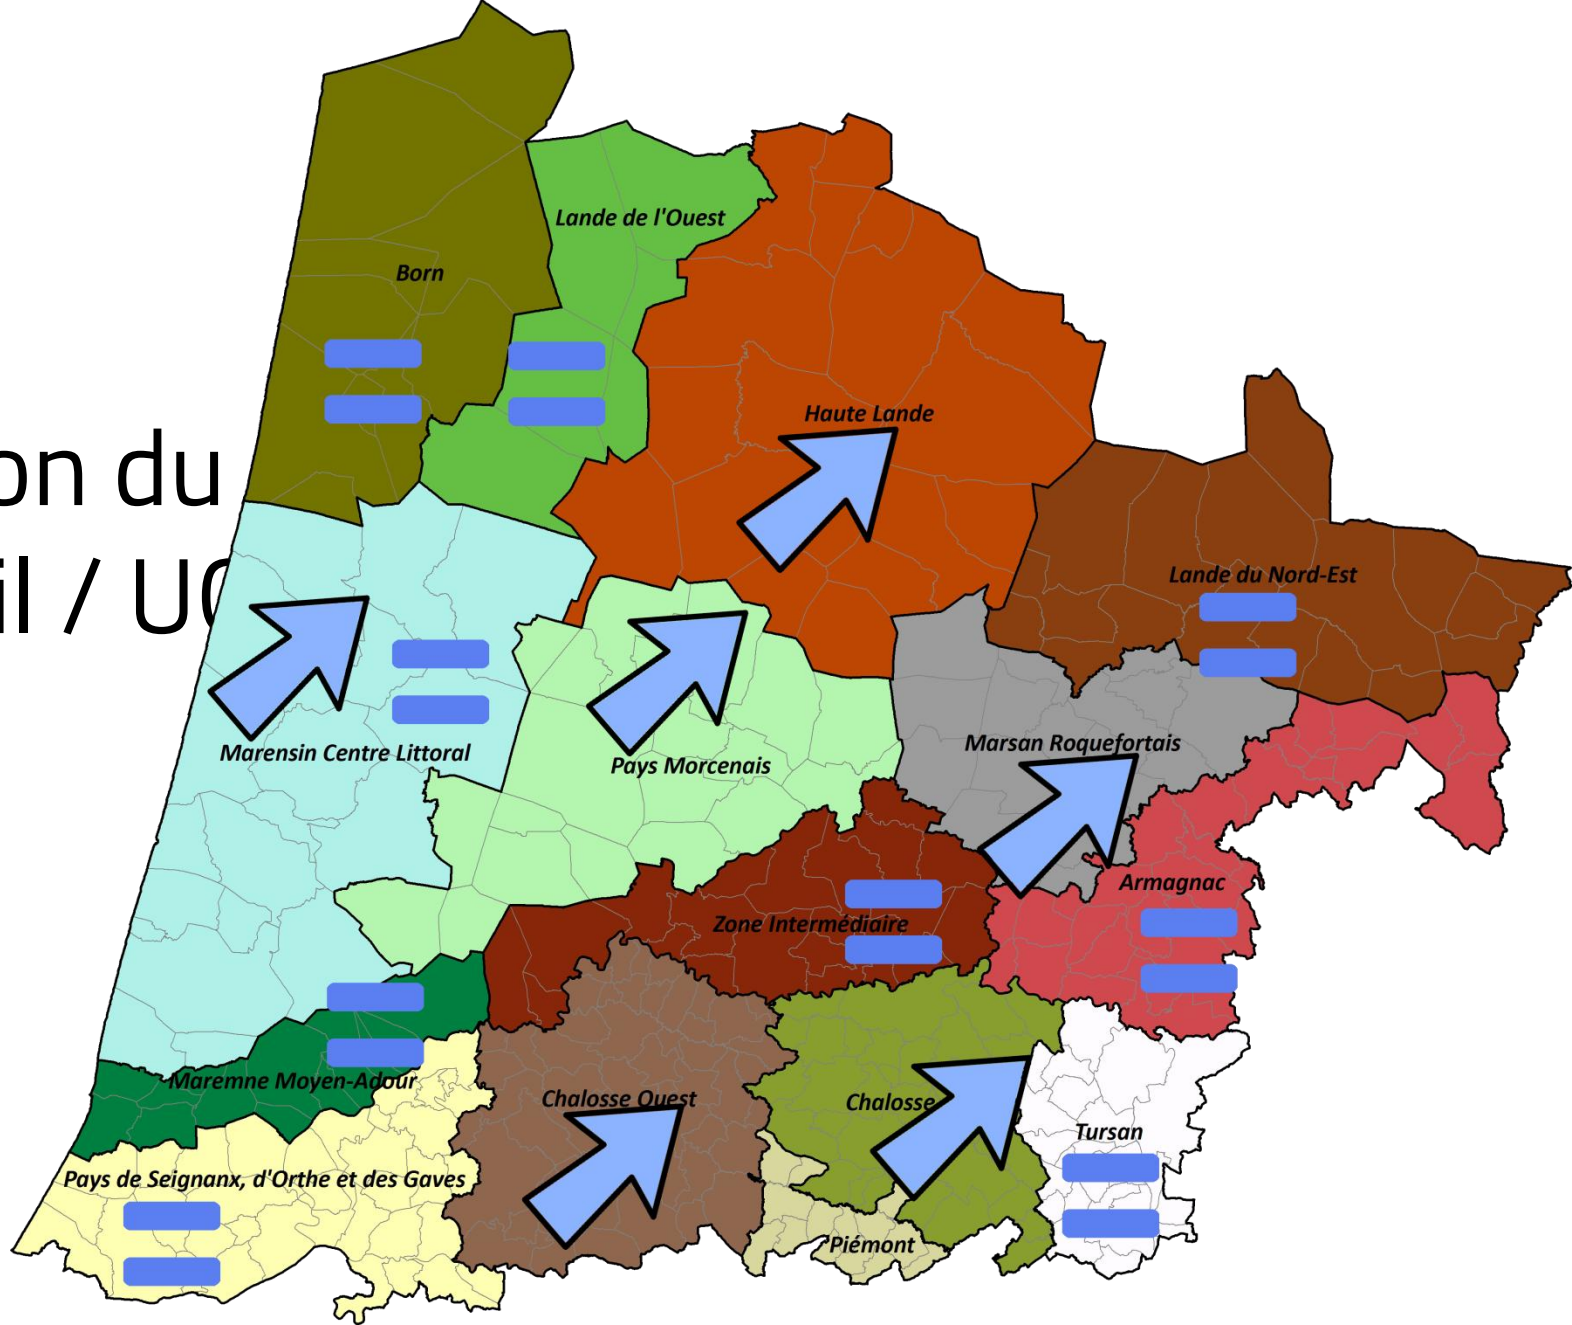 Lande de l'Ouest
Born
Haute Lande
on du
il / U
Lande du Nord-Est
Marensin Centre Littoral
Pays Morcenais
Marsan Roquefortais
Armagnac
Zone Intermédiaire
Maremne Moyen-Adour
Chalosse Ouest
Chalosse
Tursan
Pays de Seignanx, d'Orthe et des Gaves
Piémont